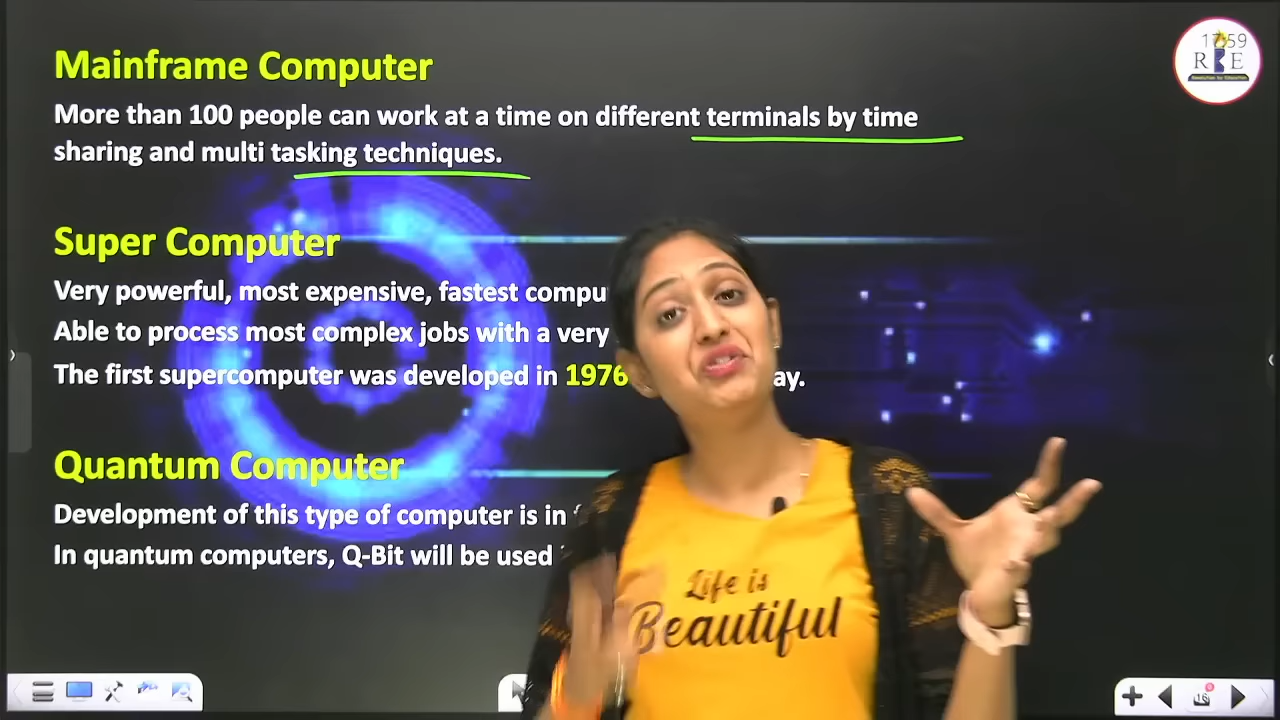 Mainframe Computer
More than 100 people can work at a time on different terminals by time
sharing and multi tasking techniques.
Super Computer
Very powerful, most expensive, fastest compu
Able to process most complex jobs with a very
The first supercomputer was developed in 1976 ay.
Quantum Computer
Development of this type of computer is in
In quantum computers, Q-Bit will be used
Life is
Beautiful
17:59
R E